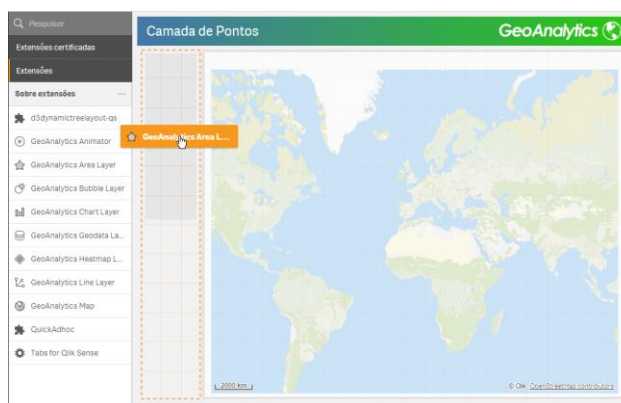 Pesquisar
Camada de Pontos
GeoAnalytics
Extensões certificadas
Extensões
Sobre extensões
d3dynamictreelayout-qs
GeoAnalytics Animator
GeoAnalytics Area L...
GeoAnalytics Area Layer
GeoAnalytics Bubble Layer
GeoAnalytics Chart Layer
GeoAnalytics Geodata La...
GeoAnalytics Heatmap L...
GeoAnalytics Line Layer
GeoAnalytics Map
QuickAdhoc
Tabs for Qlik Sense
2000 km
© Qlik, OpenStreetMap contributors